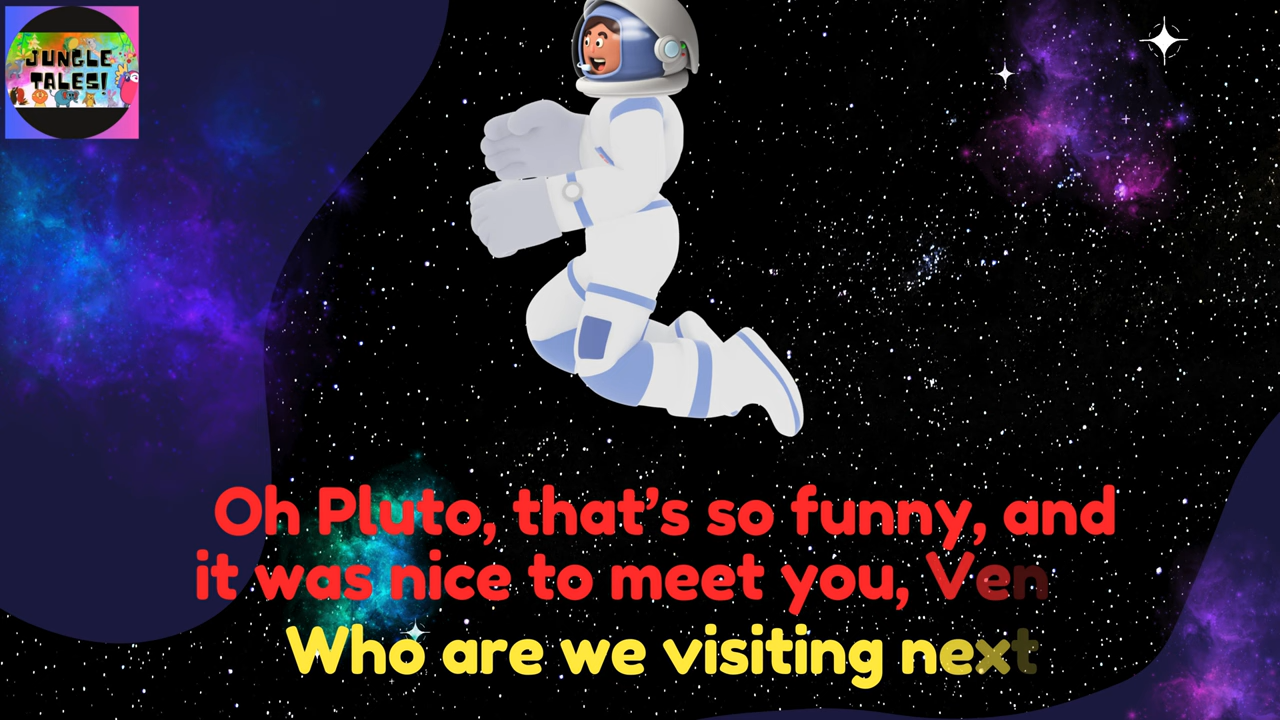 JUNGLE
TALES!
Oh Pluto, that's so funny, and
it was nice to meet you, Ven
Who are we visiting next